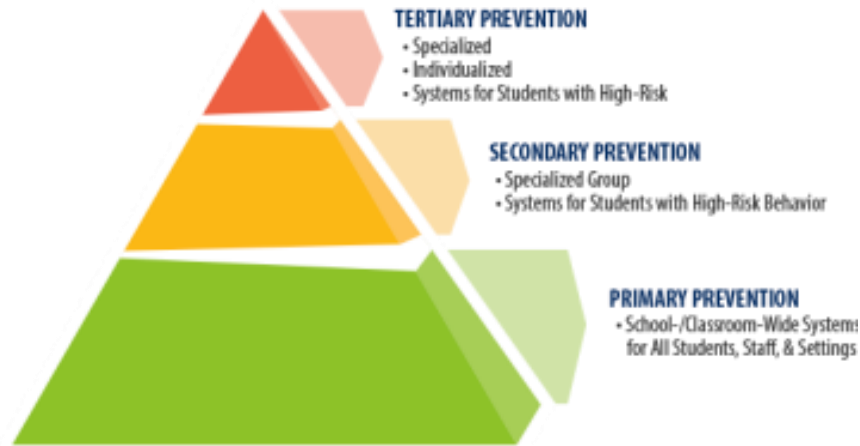 TERTIARY PREVENTION
• Specialized
• Individualized
• Systems for Students with High-Risk
SECONDARY PREVENTION
• Specialized Group
• Systems for Students with High-Risk Behavior
PRIMARY PREVENTION
• School-/Classroom-Wide Systems
for All Students, Staff, & Settings